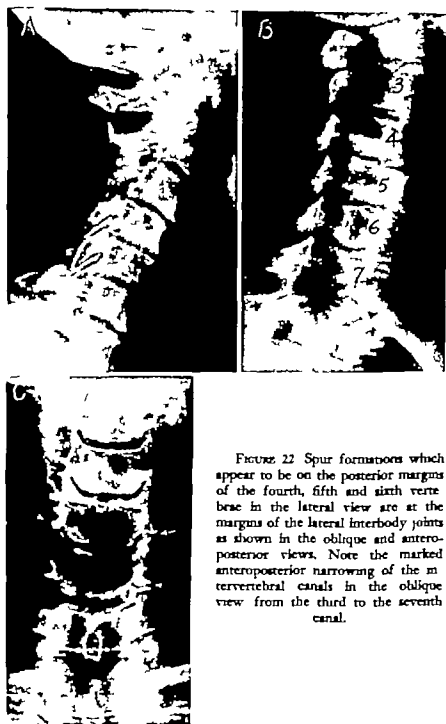 A
B
3
4
5
6
7
C
FIGURE 22 Spur formations which
appear to be on the posterior margins
of the fourth, fifth and sixth verte
bræ in the lateral view are at the
margins of the lateral interbody joints
as shown in the oblique and antero-
posterior views. Note the marked
anteroposterior narrowing of the in
tervertebral canals in the oblique
view from the third to the seventh
canal.